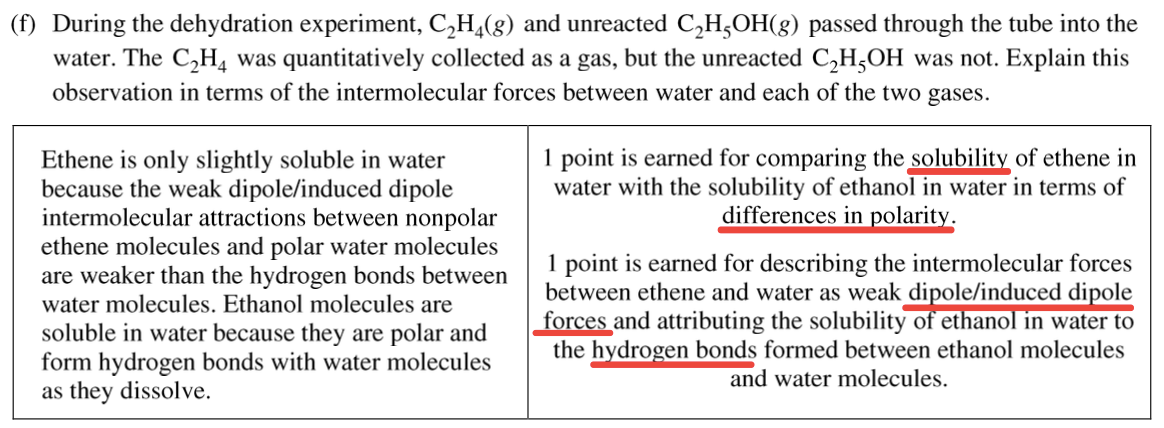 (f) During the dehydration experiment, C₂H₄(g) and unreacted C₂H₅OH(g) passed through the tube into the
water. The C₂H₄ was quantitatively collected as a gas, but the unreacted C₂H₅OH was not. Explain this
observation in terms of the intermolecular forces between water and each of the two gases.
Ethene is only slightly soluble in water
because the weak dipole/induced dipole
intermolecular attractions between nonpolar
ethene molecules and polar water molecules
are weaker than the hydrogen bonds between
water molecules. Ethanol molecules are
soluble in water because they are polar and
form hydrogen bonds with water molecules
as they dissolve.
1 point is earned for comparing the solubility of ethene in
water with the solubility of ethanol in water in terms of
differences in polarity.
1 point is earned for describing the intermolecular forces
between ethene and water as weak dipole/induced dipole
forces and attributing the solubility of ethanol in water to
the hydrogen bonds formed between ethanol molecules
and water molecules.